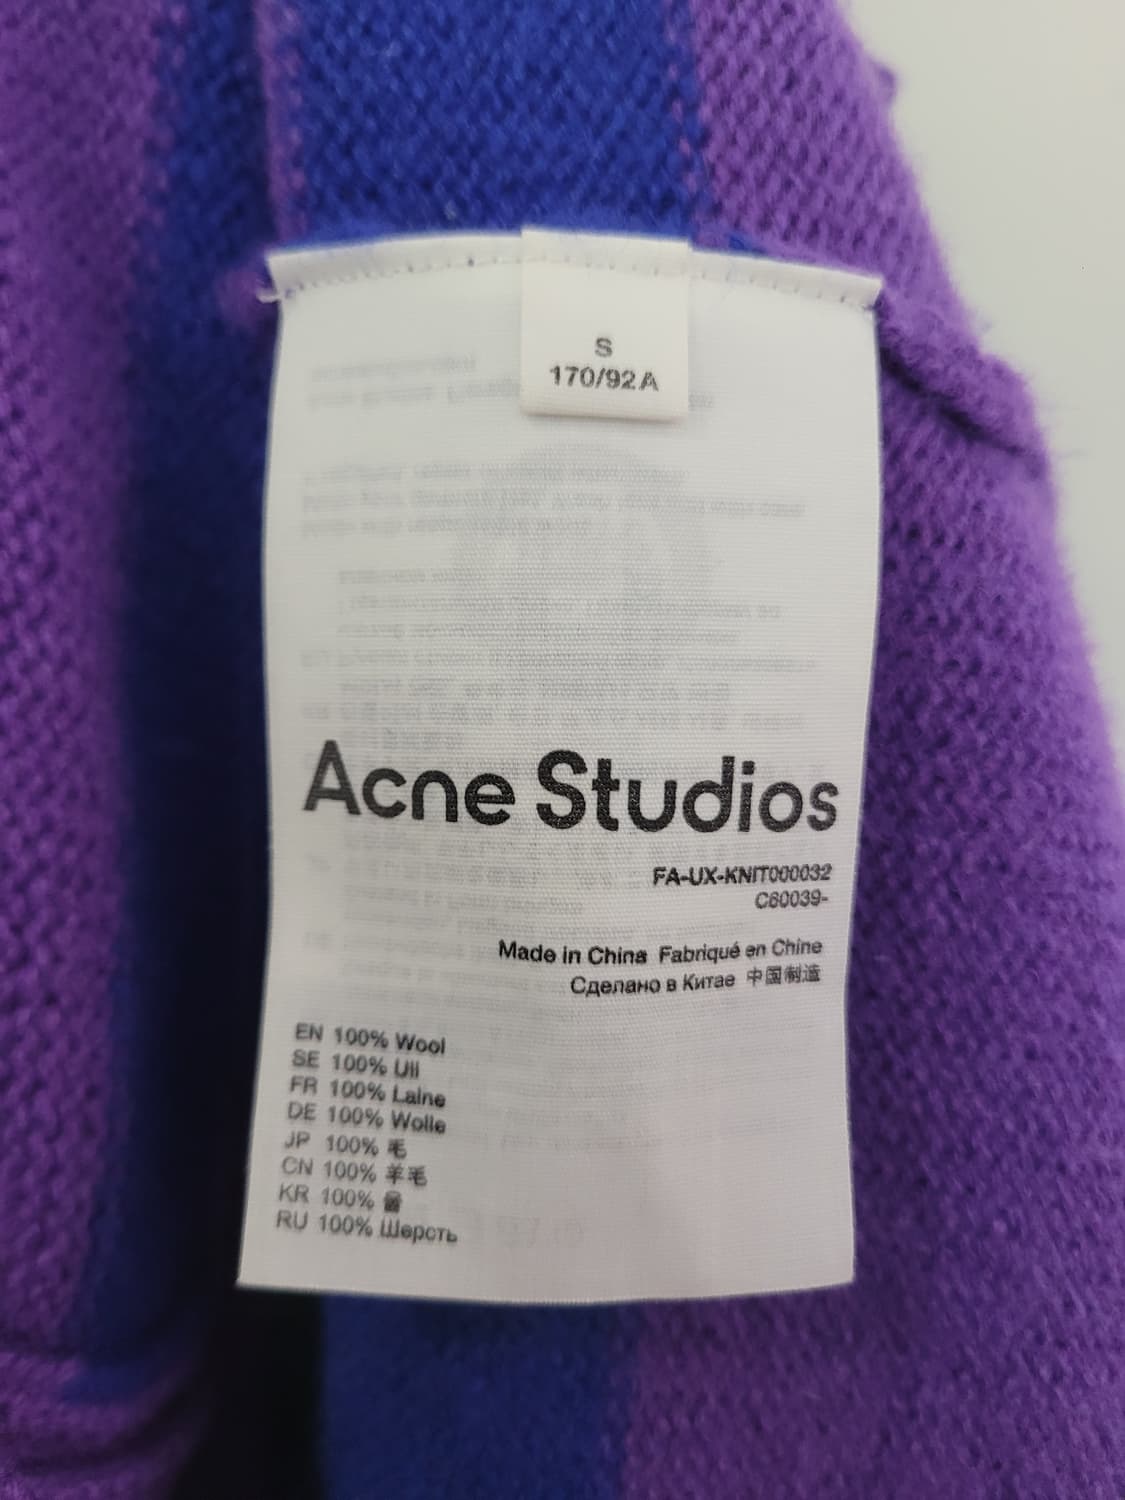 S
170/92A
Acne Studios
FA-UX-KNIT000032
C60039-
Made in China Fabriqué en Chine
Сделано в Китае 中国制造
EN 100% Wool
SE 100% Ull
FR 100% Laine
DE 100% Wolle
JP 100% 毛
CN 100% 羊毛
KR 100% 울
RU 100% Шерсть